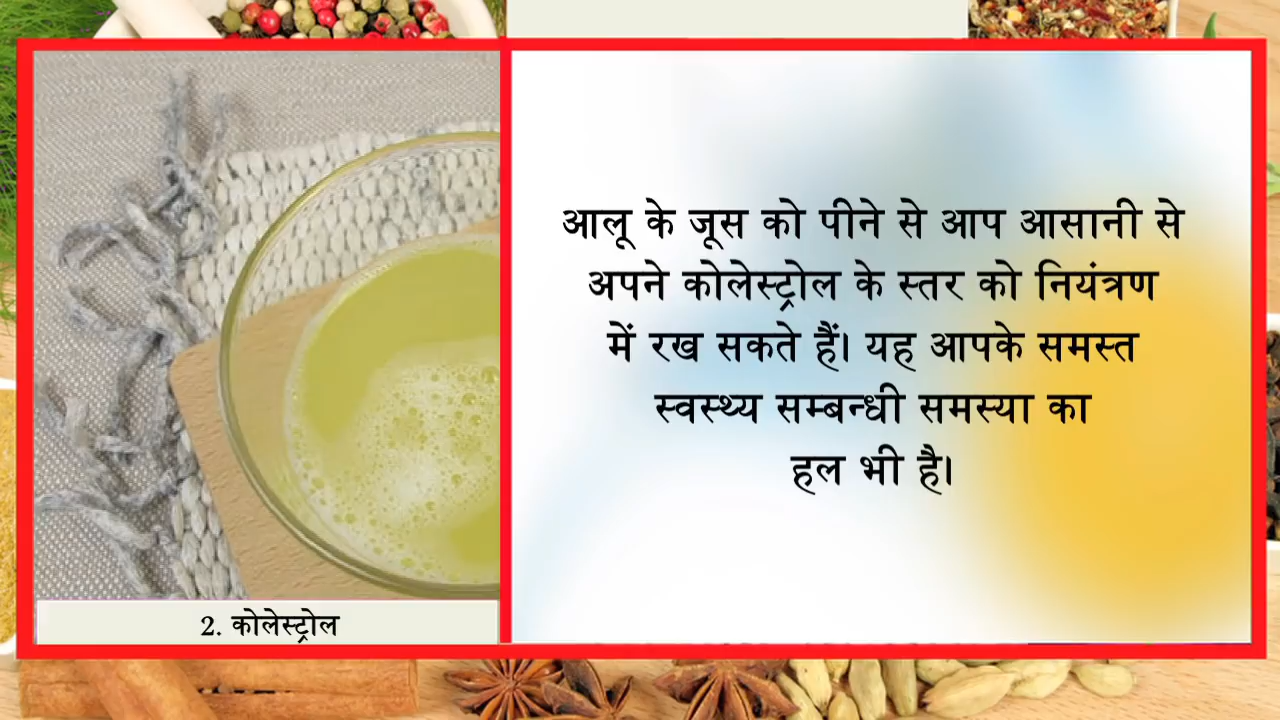 आलू के जूस को पीने से आप आसानी से
अपने कोलेस्ट्रोल के स्तर को नियंत्रण
में रख सकते हैं। यह आपके समस्त
स्वस्थ्य सम्बन्धी समस्या का
हल भी है।
2. कोलेस्ट्रोल